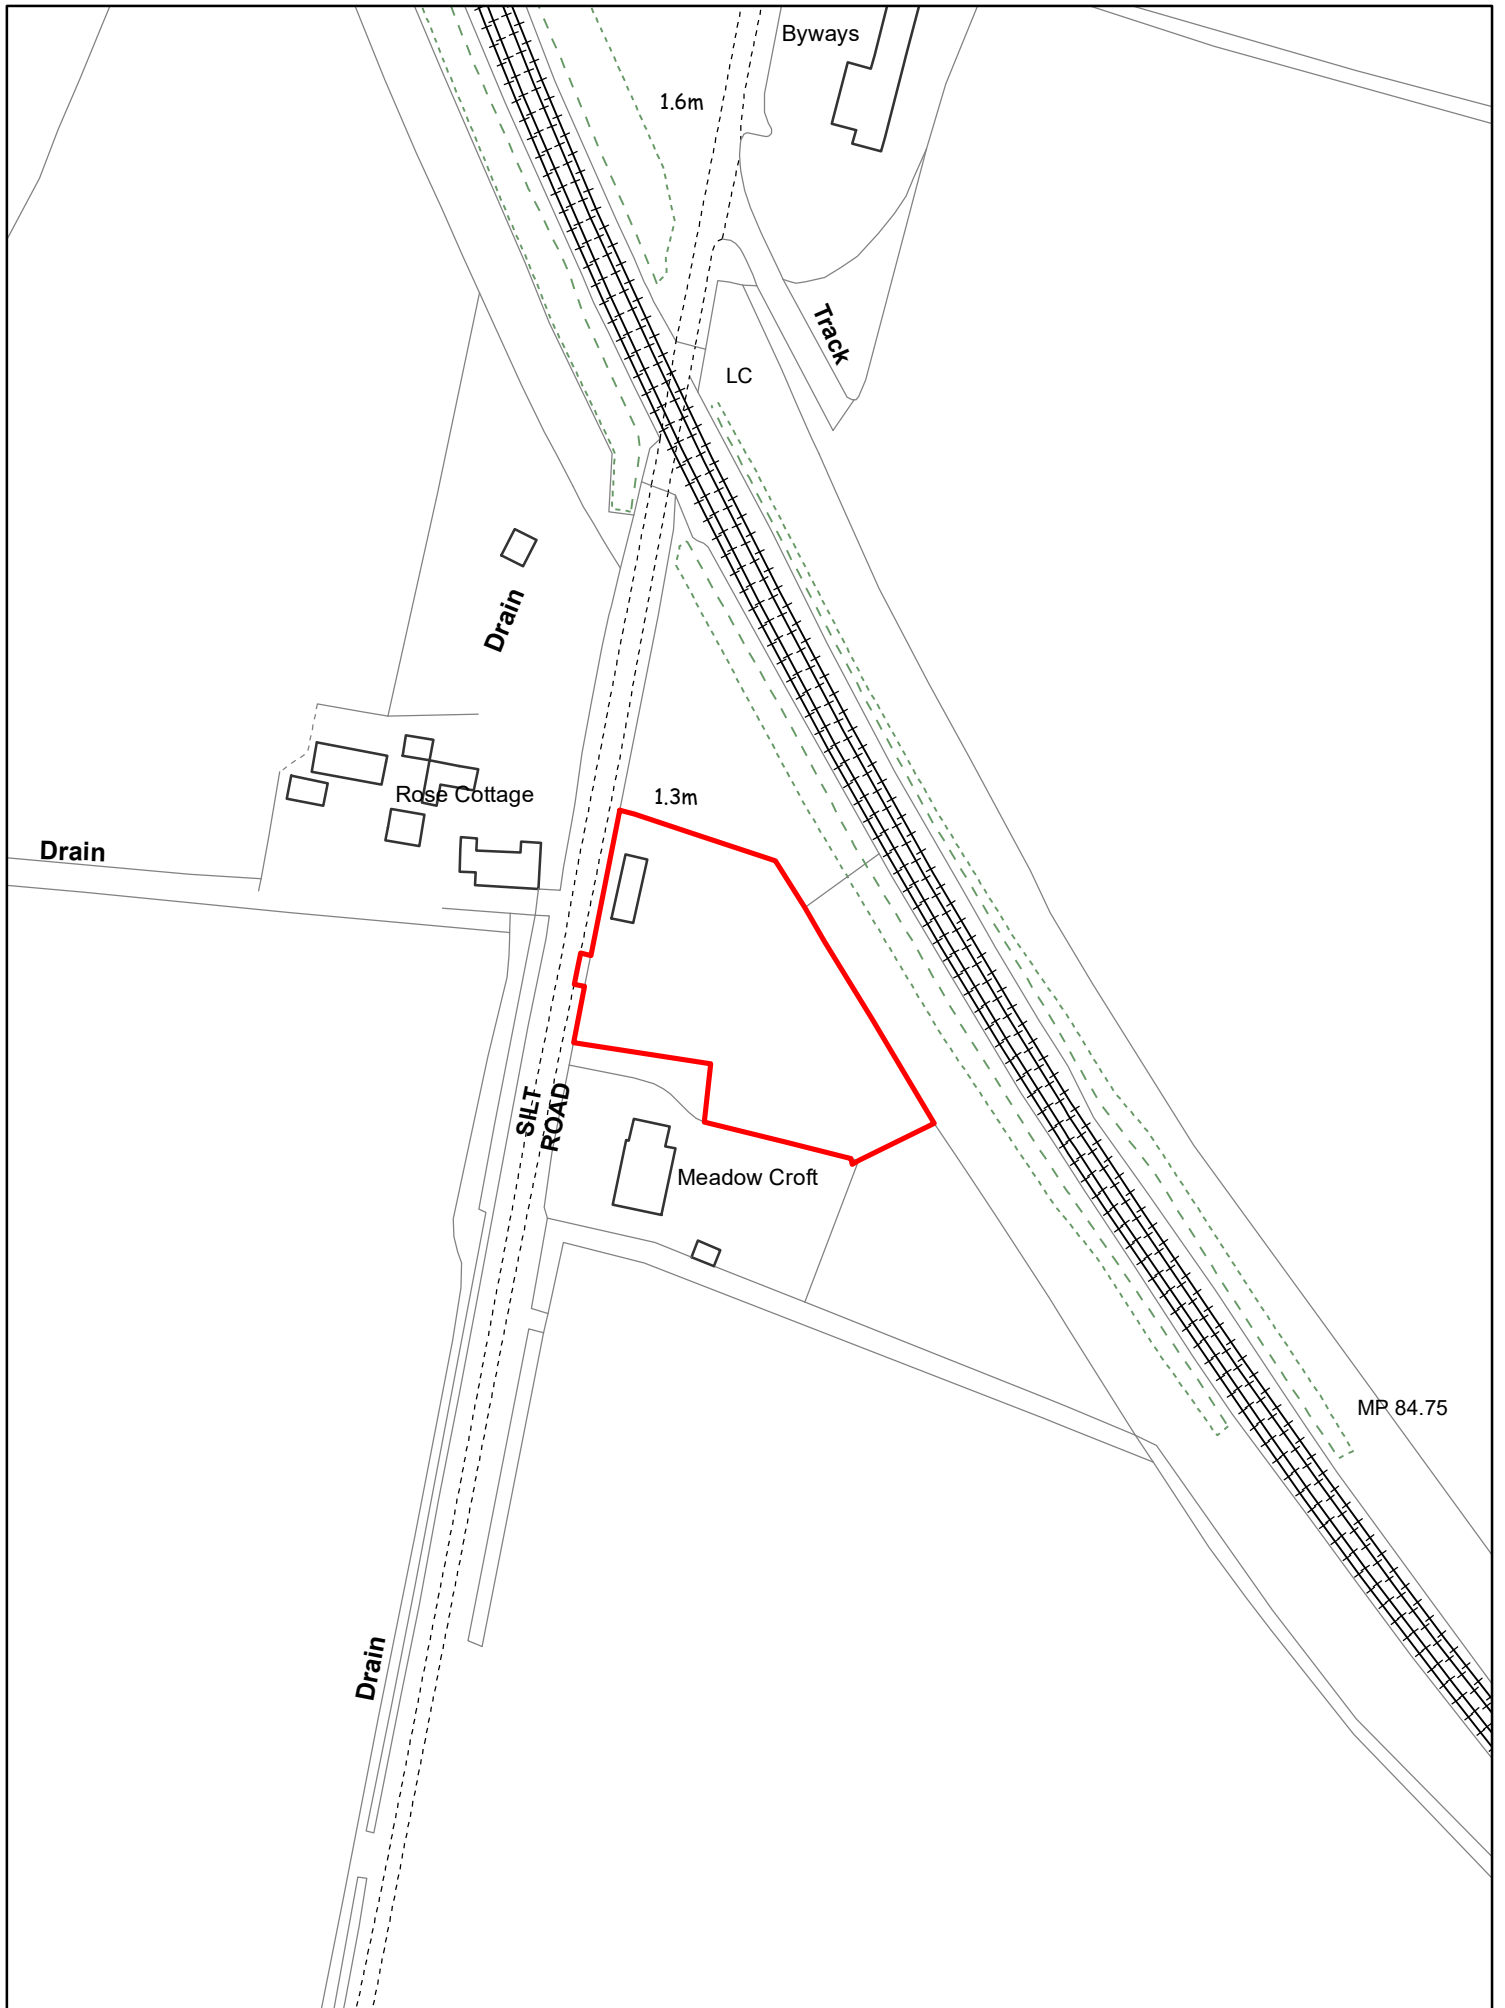 Byways
1.6m
Track
LC
Drain
Rose Cottage
1.3m
Drain
SILT
ROAD
Meadow Croft
MP 84.75
Drain